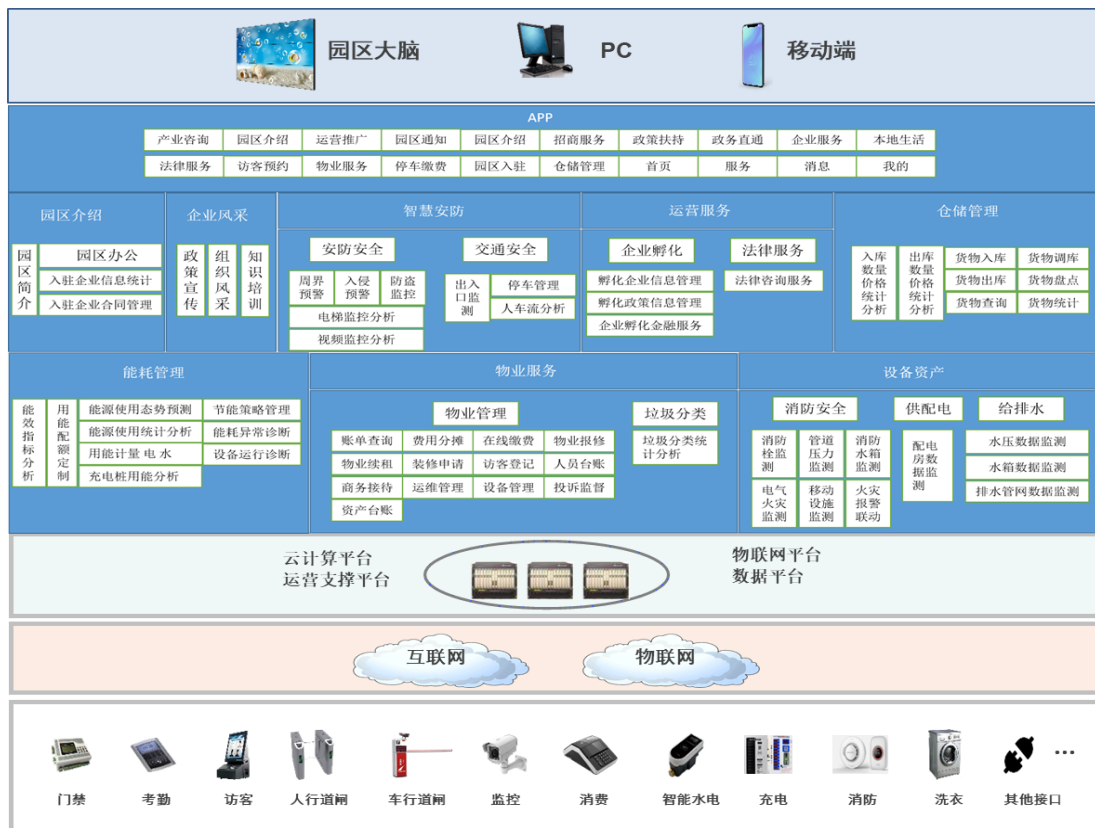 园区大脑 PC 移动端
APP
产业咨询 园区介绍 运营推广 园区通知 园区介绍 招商服务 政策扶持 政务直通 企业服务 本地生活
法律服务 访客预约 物业服务 停车缴费 园区入驻 仓储管理 首页 服务 消息 我的
园区介绍
园区简介
园区办公
入驻企业信息统计
入驻企业合同管理
企业风采
政策宣传
组织风采
知识培训
智慧安防
安防安全
周界预警
入侵预警
防盗监控
电梯监控分析
视频监控分析
交通安全
出入口监测
停车管理
人车流分析
运营服务
企业孵化
孵化企业信息管理
孵化政策信息管理
企业孵化金融服务
法律服务
法律咨询服务
仓储管理
入库数量价格统计分析
出库数量价格统计分析
货物入库 货物调库
货物出库 货物盘点
货物查询 货物统计
能耗管理
能效指标分析
用能配额定制
能源使用态势预测 节能策略管理
能源使用统计分析 能耗异常诊断
用能计量 电 水 设备运行诊断
充电桩用能分析
物业服务
物业管理
账单查询 费用分摊 在线缴费 物业报修
物业续租 装修申请 访客登记 人员台账
商务接待 运维管理 设备管理 投诉监督
资产台账
垃圾分类
垃圾分类统计分析
设备资产
消防安全
消防栓监测
管道压力监测
消防水箱监测
电气火灾监测
移动设施监测
火灾报警联动
供配电
配电房数据监测
给排水
水压数据监测
水箱数据监测
排水管网数据监测
云计算平台
运营支撑平台
物联网平台
数据平台
互联网 物联网
门禁 考勤 访客 人行道闸 车行道闸 监控 消费 智能水电 充电 消防 洗衣 其他接口 ...